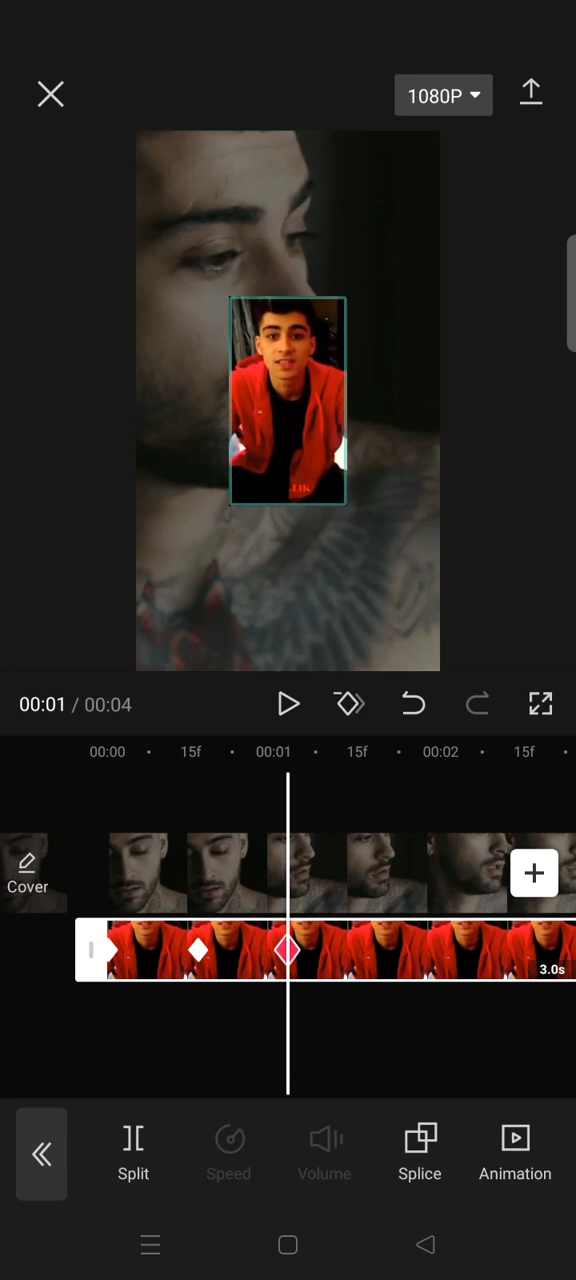 1080P
.LIK
00:01 / 00:04
00:00 15f 00:01 15f 00:02 15f
Cover
3.0s
Split Speed Volume Splice Animation